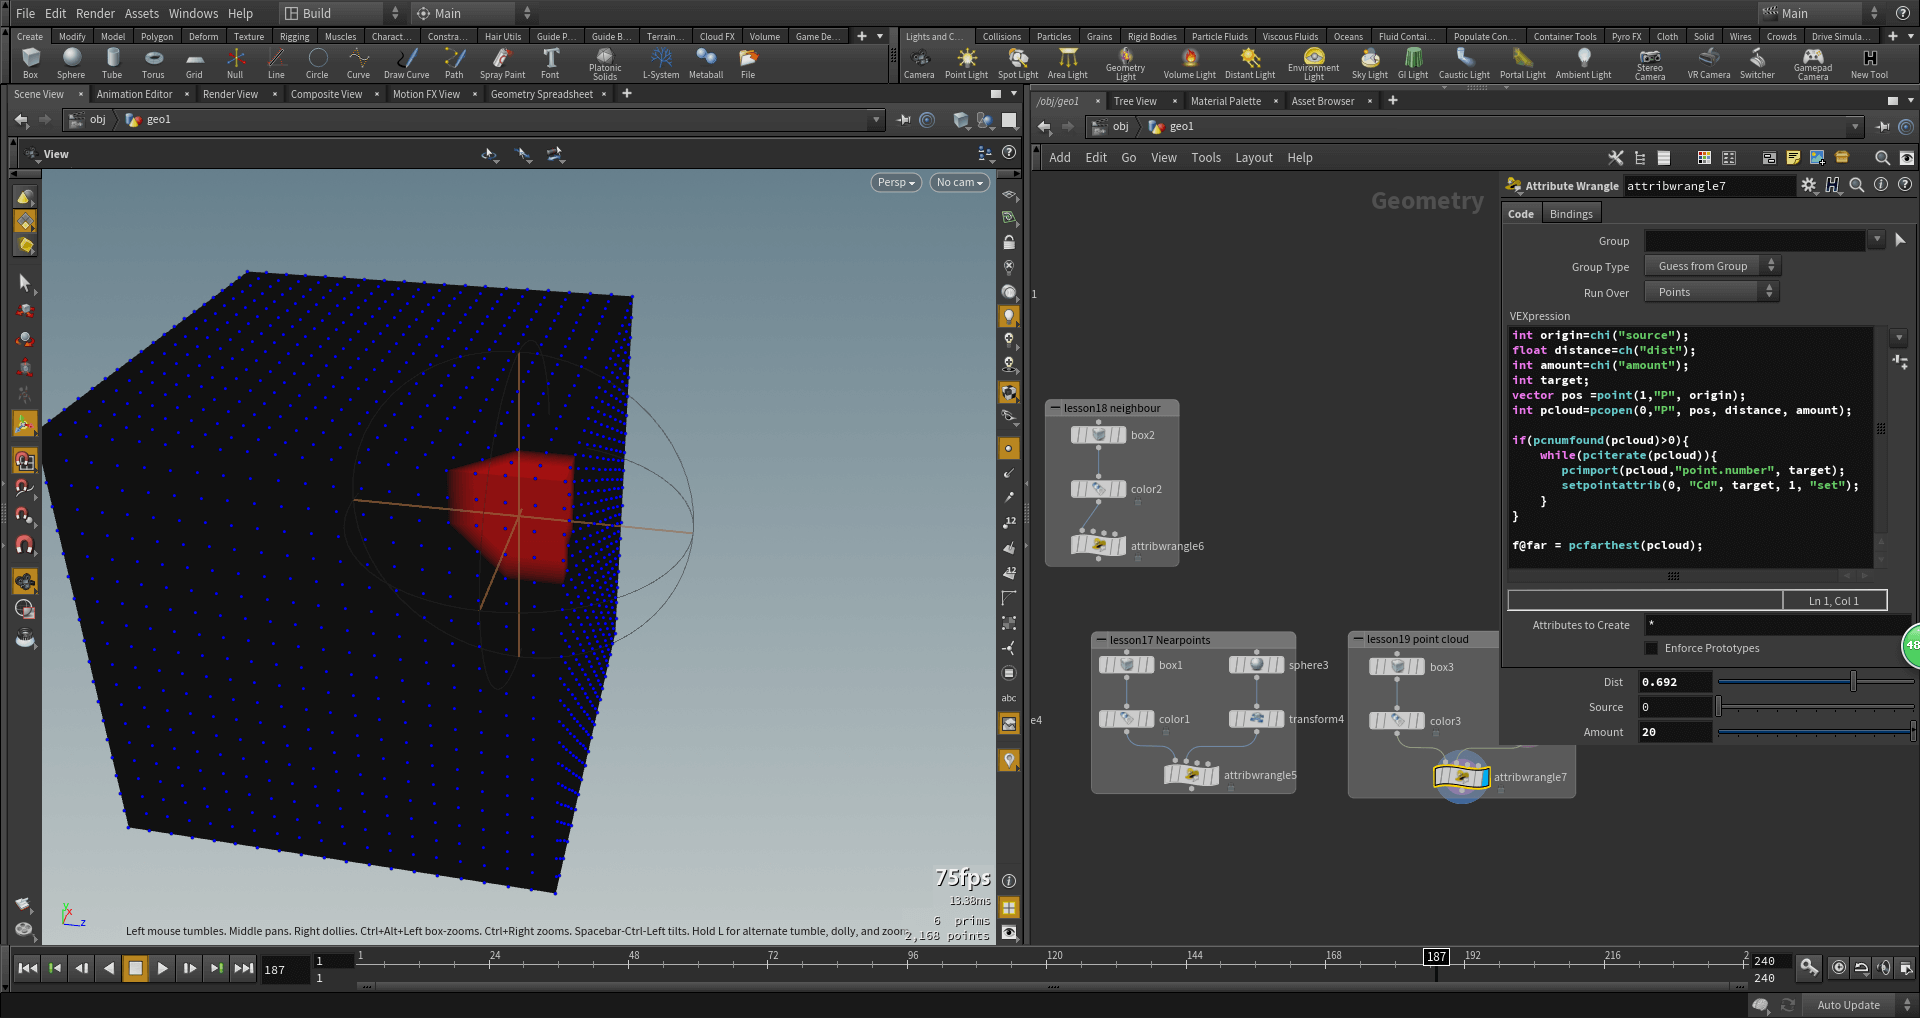 File Edit Render Assets Windows Help Build Main Main
Create Modify Model Polygon Deform Texture Rigging Muscles Charact... Constra... Hair Utils Guide P... Guide B... Terrain... Cloud FX Volume Game De...
Lights and C... Collisions Particles Grains Rigid Bodies Particle Fluids Viscous Fluids Oceans Fluid Contai... Populate Con... Container Tools Pyro FX Cloth Solid Wires Crowds Drive Simula...
Box Sphere Tube Torus Grid Null Line Circle Curve Draw Curve Path Spray Paint Font Platonic Solids L-System Metaball File
Camera Point Light Spot Light Area Light Geometry Light Volume Light Distant Light Environment Light Sky Light GI Light Caustic Light Portal Light Ambient Light Stereo Camera VR Camera Switcher Gamepad Camera New Tool
Scene View Animation Editor Render View Composite View Motion FX View Geometry Spreadsheet
/obj/geo1 Tree View Material Palette Asset Browser
obj geo1
obj geo1
View
Add Edit Go View Tools Layout Help
Persp No cam
Geometry
Attribute Wrangle attribwrangle7
Code Bindings
Group
Group Type Guess from Group
Run Over Points
VEXpression
int origin=chi("source");
float distance=ch("dist");
int amount=chi("amount");
int target;
vector pos =point(1,"P", origin);
int pcloud=pcopen(0,"P", pos, distance, amount);
if(pcnumfound(pcloud)>0){
while(pciterate(pcloud)){
pcimport(pcloud,"point.number", target);
setpointattrib(0, "Cd", target, 1, "set");
}
}
f@far = pcfarthest(pcloud);
Ln 1, Col 1
Attributes to Create *
Enforce Prototypes
Dist 0.692
Source 0
Amount 20
48
1
lesson18 neighbour
box2
color2
attribwrangle6
lesson17 Nearpoints
box1 sphere3
e4 color1 transform4
attribwrangle5
lesson19 point cloud
box3
color3
attribwrangle7
12
12
abc
75fps
13.38ms
6 prims
2,168 points
z
Left mouse tumbles. Middle pans. Right dollies. Ctrl+Alt+Left box-zooms. Ctrl+Right zooms. Spacebar-Ctrl-Left tilts. Hold L for alternate tumble, dolly, and zoom
187 1 1 24 48 72 96 120 144 168 187 192 216 2 240
1 240
Auto Update